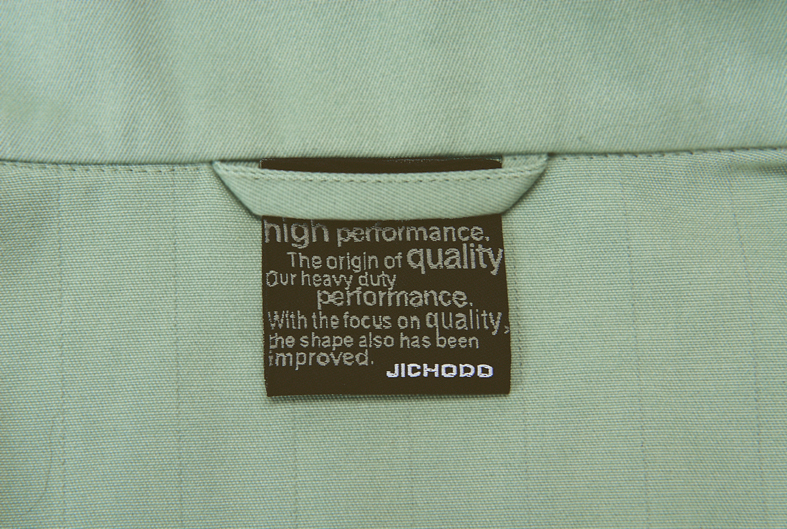 high performance.
The origin of quality
Our heavy duty
performance.
With the focus on quality,
the shape also has been
improved.
JICHODO